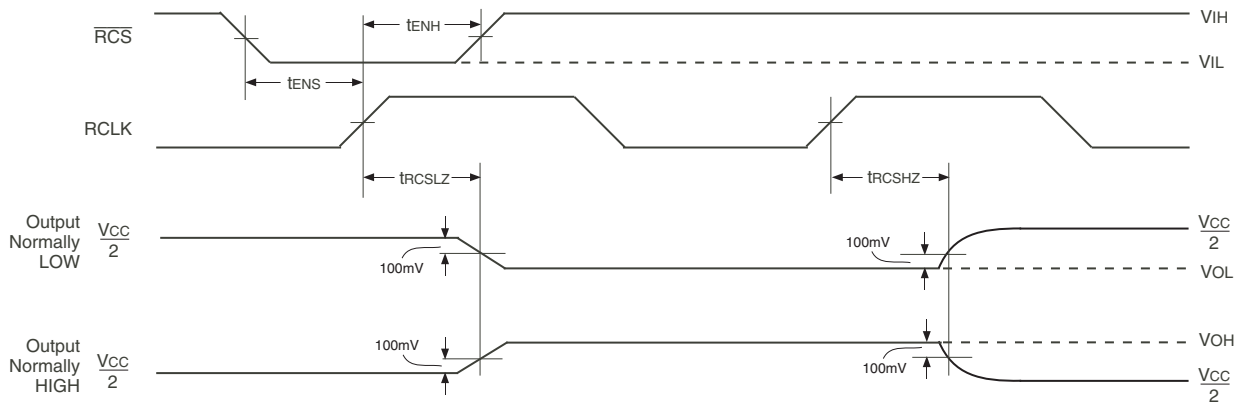 RCS
tENH
VIH
VIL
tENS
RCLK
tRCSLZ
tRCSHZ
Output
Normally
LOW
VCC
2
100mV
100mV
VCC
2
VOL
Output
Normally
HIGH
VCC
2
100mV
100mV
VOH
VCC
2